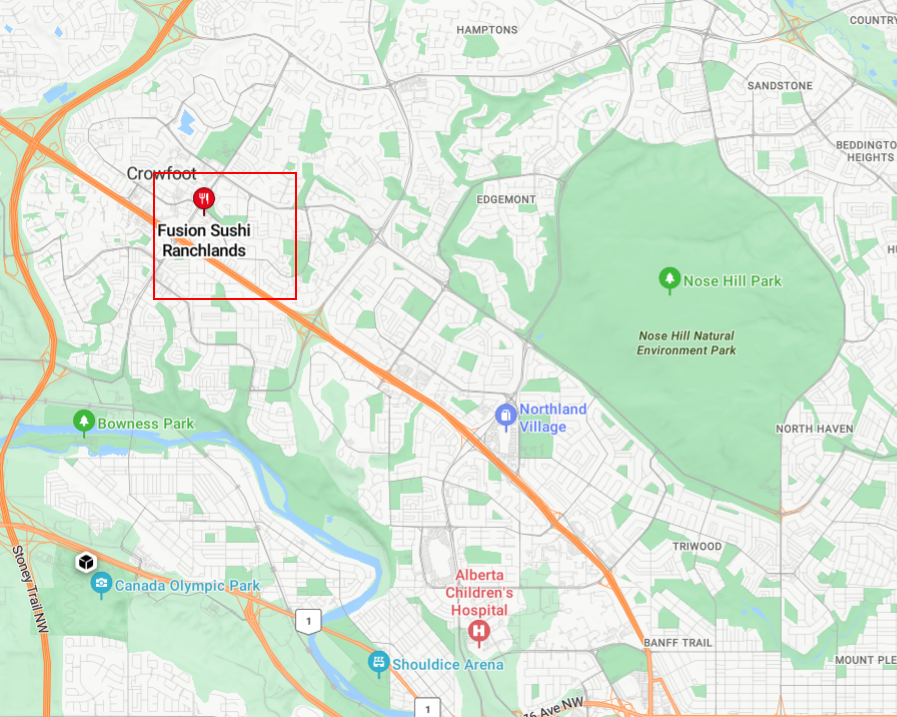 HAMPTONS
COUNTRY
SANDSTONE
BEDDINGTO
HEIGHTS
Crowfoot
EDGEMONT
Fusion Sushi
Ranchlands
HU
Nose Hill Park
Nose Hill Natural
Environment Park
Northland
Village
Bowness Park
NORTH HAVEN
TRIWOOD
Stoney Trail NW
Canada Olympic Park
Alberta
Children's
Hospital
1
BANFF TRAIL
Shouldice Arena
MOUNT PLE
1
16 Ave NW